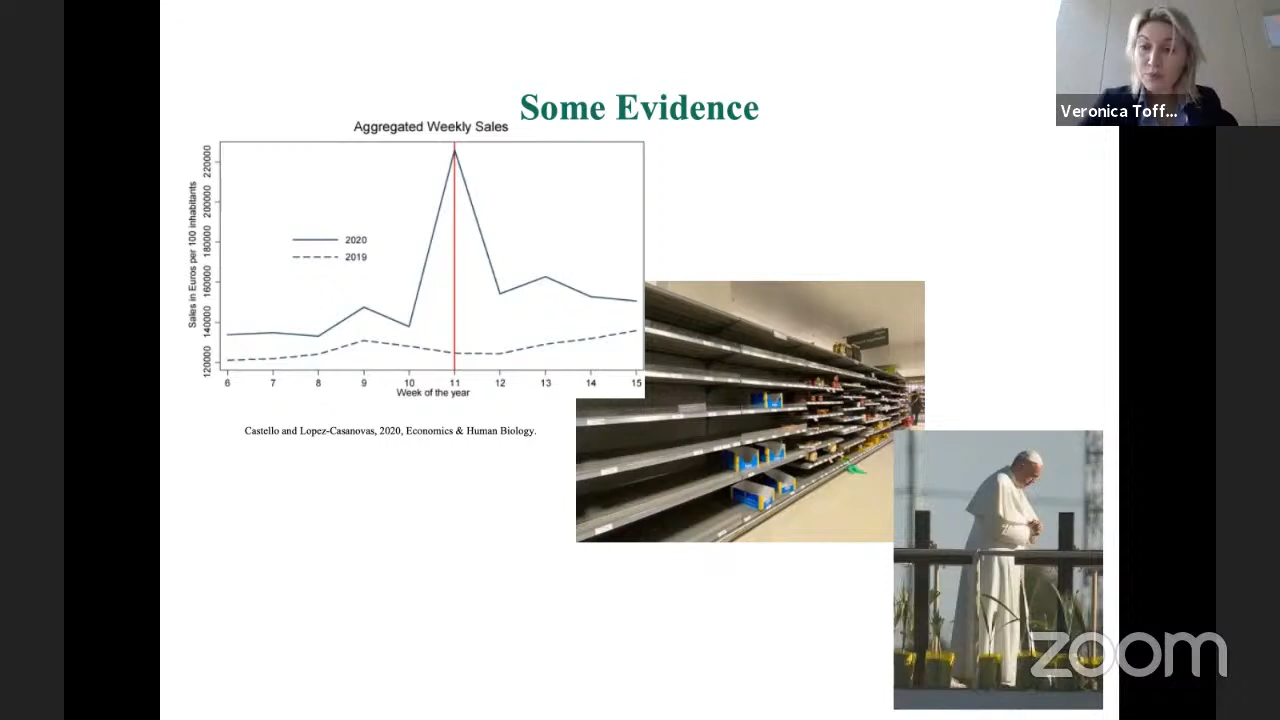 Some Evidence
Veronica Toff...
Aggregated Weekly Sales
Sales in Euros per 100 inhabitants
220000
200000
180000
160000
140000
120000
2020
2019
6 7 8 9 10 11 12 13 14 15
Week of the year
Castello and Lopez-Casanovas, 2020, Economics & Human Biology.
zoom